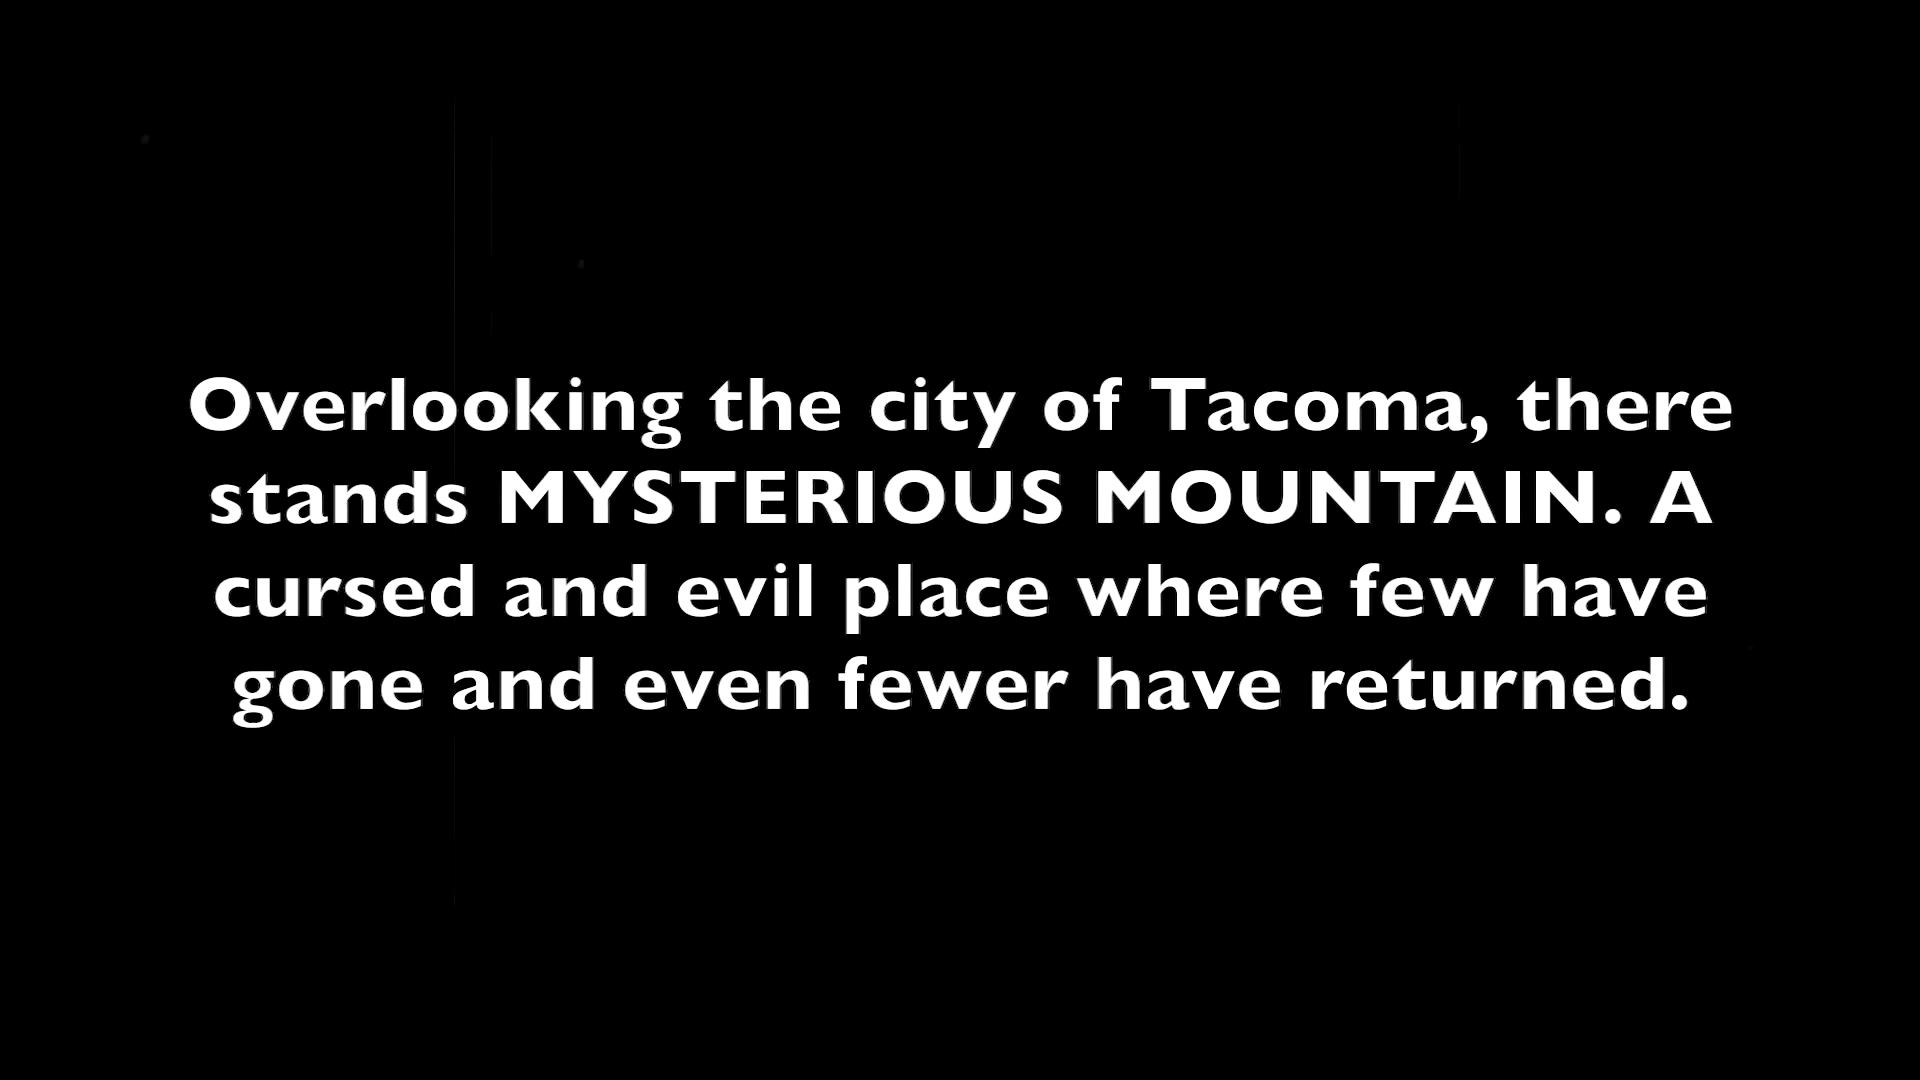 Overlooking the city of Tacoma, there
stands MYSTERIOUS MOUNTAIN. A
cursed and evil place where few have
gone and even fewer have returned.